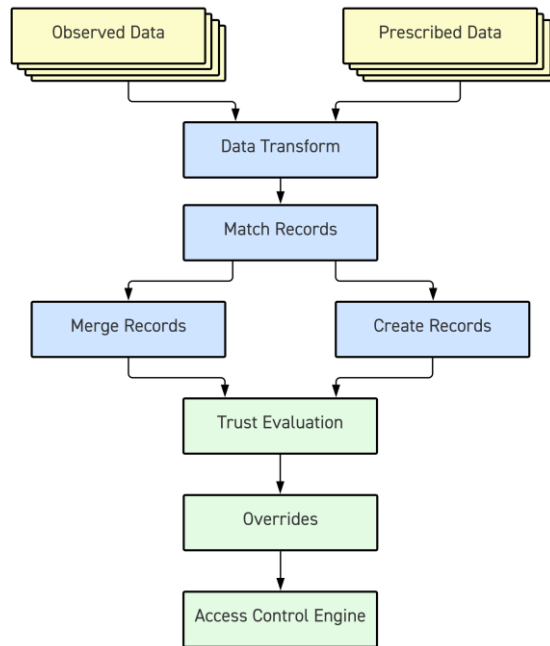 Observed Data
Prescribed Data
Data Transform
Match Records
Merge Records
Create Records
Trust Evaluation
Overrides
Access Control Engine